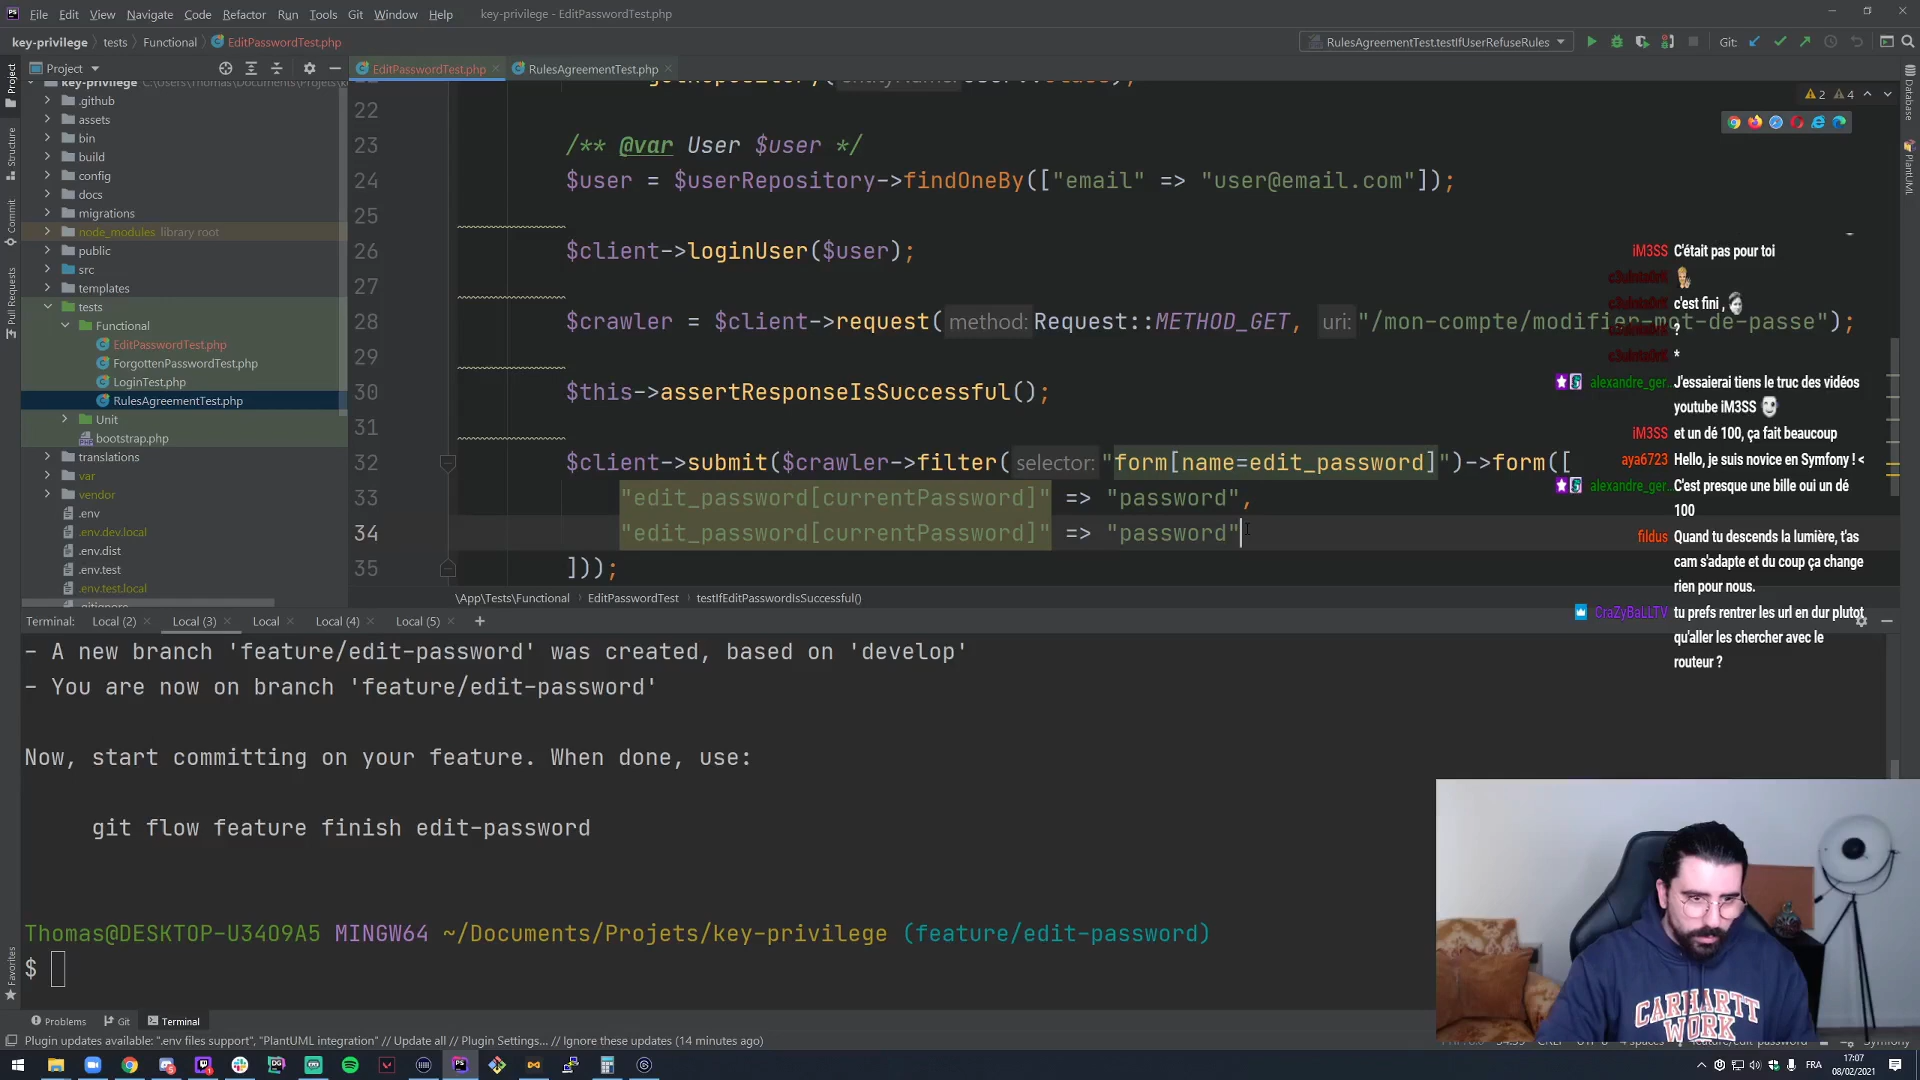 File Edit View Navigate Code Refactor Run Tools Git Window Help key-privilege - EditPasswordTest.php
key-privilege tests Functional EditPasswordTest.php
RulesAgreementTest.testIfUserRefuseRules Git:
Project
EditPasswordTest.php RulesAgreementTest.php
key-privilege
.github
assets
bin
build
config
docs
migrations
node_modules library root
public
src
templates
tests
Functional
EditPasswordTest.php
ForgottenPasswordTest.php
LoginTest.php
RulesAgreementTest.php
Unit
bootstrap.php
translations
var
vendor
.env
.env.dev.local
.env.dist
.env.test
.env.test.local
Project
Structure
Commit
Pull Requests
Favorites
Database
PlantUML
2 4
22
23 /** @var User $user */
24 $user = $userRepository->findOneBy(["email" => "user@email.com"]);
25
26 $client->loginUser($user);
27
28 $crawler = $client->request( method: Request::METHOD_GET, uri: "/mon-compte/modifier-mot-de-passe");
29
30 $this->assertResponseIsSuccessful();
31
32 $client->submit($crawler->filter( selector: "form[name=edit_password]")->form([
33 "edit_password[currentPassword]" => "password",
34 "edit_password[currentPassword]" => "password"
35 ]));
\App\Tests\Functional EditPasswordTest testIfEditPasswordIsSuccessful()
iM3SS C'était pas pour toi
c'est fini ,
?
*
alexandre_ger... J'essaierai tiens le truc des vidéos
youtube iM3SS
iM3SS et un dé 100, ça fait beaucoup
aya6723 Hello, je suis novice en Symfony ! <
alexandre_ger... C'est presque une bille oui un dé
100
fildus Quand tu descends la lumière, t'as
cam s'adapte et du coup ça change
rien pour nous.
CraZyBaLLTV tu prefs rentrer les url en dur plutot
qu'aller les chercher avec le
routeur ?
Terminal: Local (2) Local (3) Local Local (4) Local (5)
- A new branch 'feature/edit-password' was created, based on 'develop'
- You are now on branch 'feature/edit-password'
Now, start committing on your feature. When done, use:
git flow feature finish edit-password
Thomas@DESKTOP-U3409A5 MINGW64 ~/Documents/Projets/key-privilege (feature/edit-password)
$
CARHARTT
WORK
Problems Git Terminal
Plugin updates available: ".env files support", "PlantUML integration" // Update all // Plugin Settings... // Ignore these updates (14 minutes ago)
FRA 17:07
08/02/2021